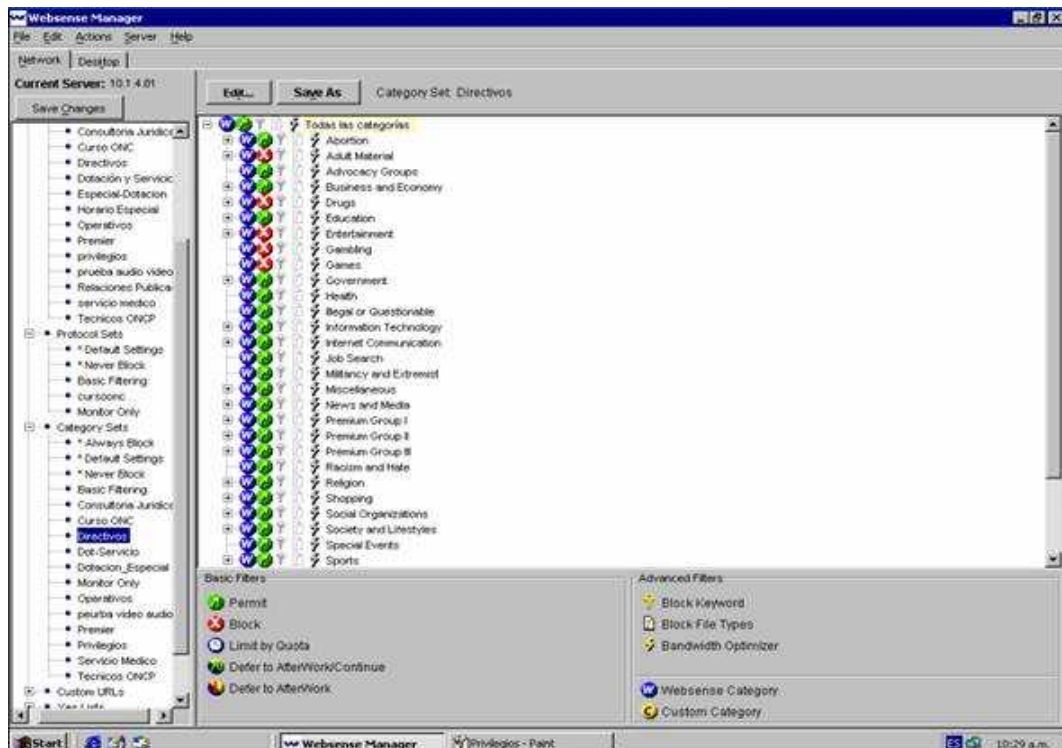 Websense Manager
File Edit Actions Server Help
Network Desktop
Current Server: 10.1.4.01
Save Changes
Edit... Save As Category Set: Directivos
Consultoria Juridica
Curso ONC
Directivos
Dotación y Servicic
Especial-Dotacion
Horario Especial
Operativos
Premier
privilegios
prueba audio video
Relaciones Publica
servicio medico
Tecnicos ONCP
Protocol Sets
* Default Settings
* Never Block
Basic Filtering
cursoonc
Monitor Only
Category Sets
* Always Block
* Default Settings
* Never Block
Basic Filtering
Consultoria Juridica
Curso ONC
Directivos
Dot-Servicio
Dotacion_Especial
Monitor Only
Operativos
peurba video audio
Premier
Privilegios
Servicio Medico
Tecnicos ONCP
Custom URLs
Yes Lists
Todas las categorías
Abortion
Adult Material
Advocacy Groups
Business and Economy
Drugs
Education
Entertainment
Gambling
Games
Government
Health
Illegal or Questionable
Information Technology
Internet Communication
Job Search
Militancy and Extremist
Miscellaneous
News and Media
Premium Group I
Premium Group II
Premium Group III
Racism and Hate
Religion
Shopping
Social Organizations
Society and Lifestyles
Special Events
Sports
Basic Filters
Permit
Block
Limit by Quota
Defer to AfterWork/Continue
Defer to AfterWork
Advanced Filters
Block Keyword
Block File Types
Bandwidth Optimizer
Websense Category
Custom Category
Start Websense Manager Privilegios - Paint ES 10:29 a.m.